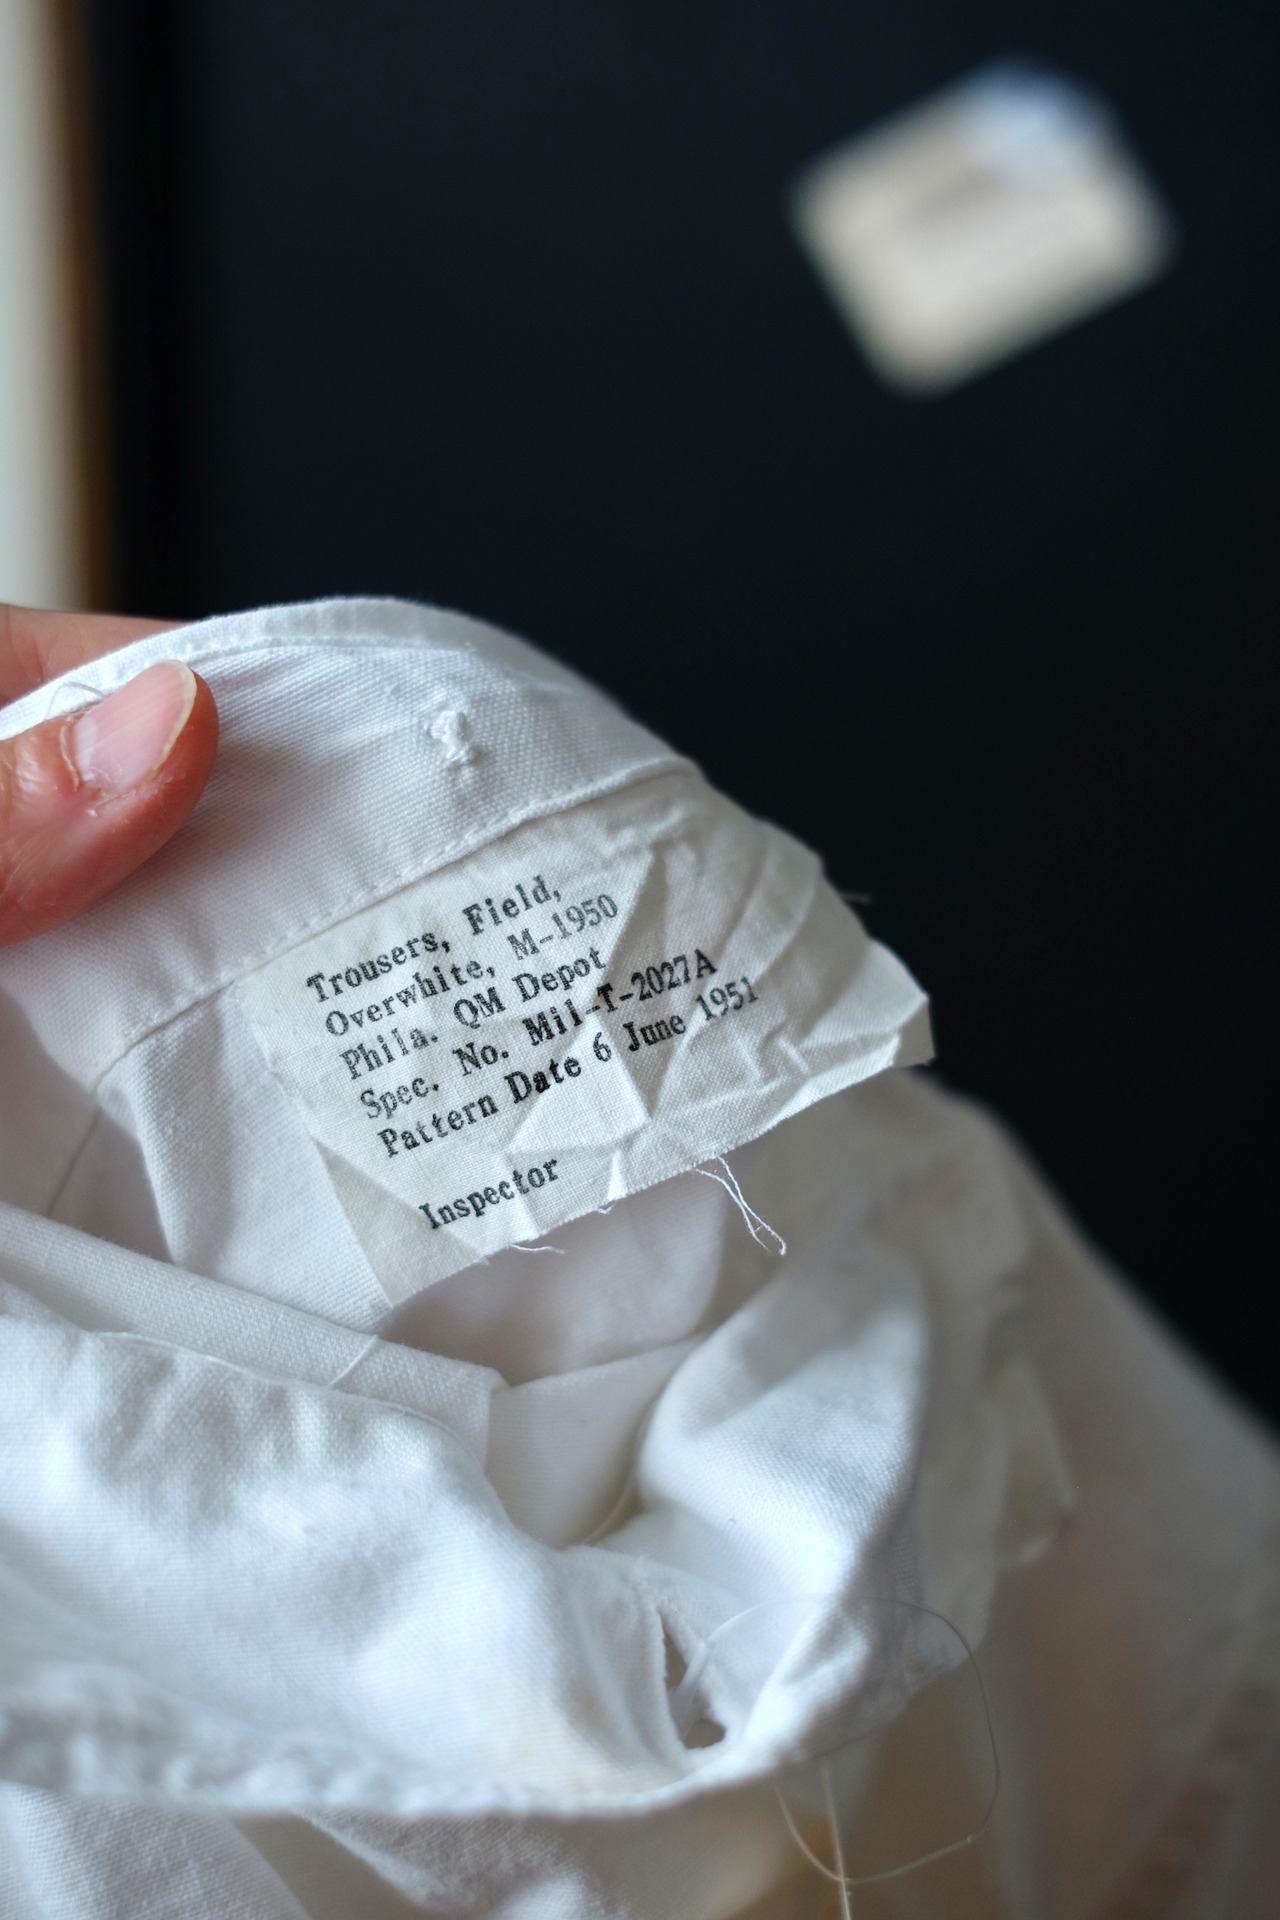 Trousers, Field,
Overwhite, M-1950
Phila. QM Depot
Spec. No. Mil-T-2027A
Pattern Date 6 June 1951
Inspector